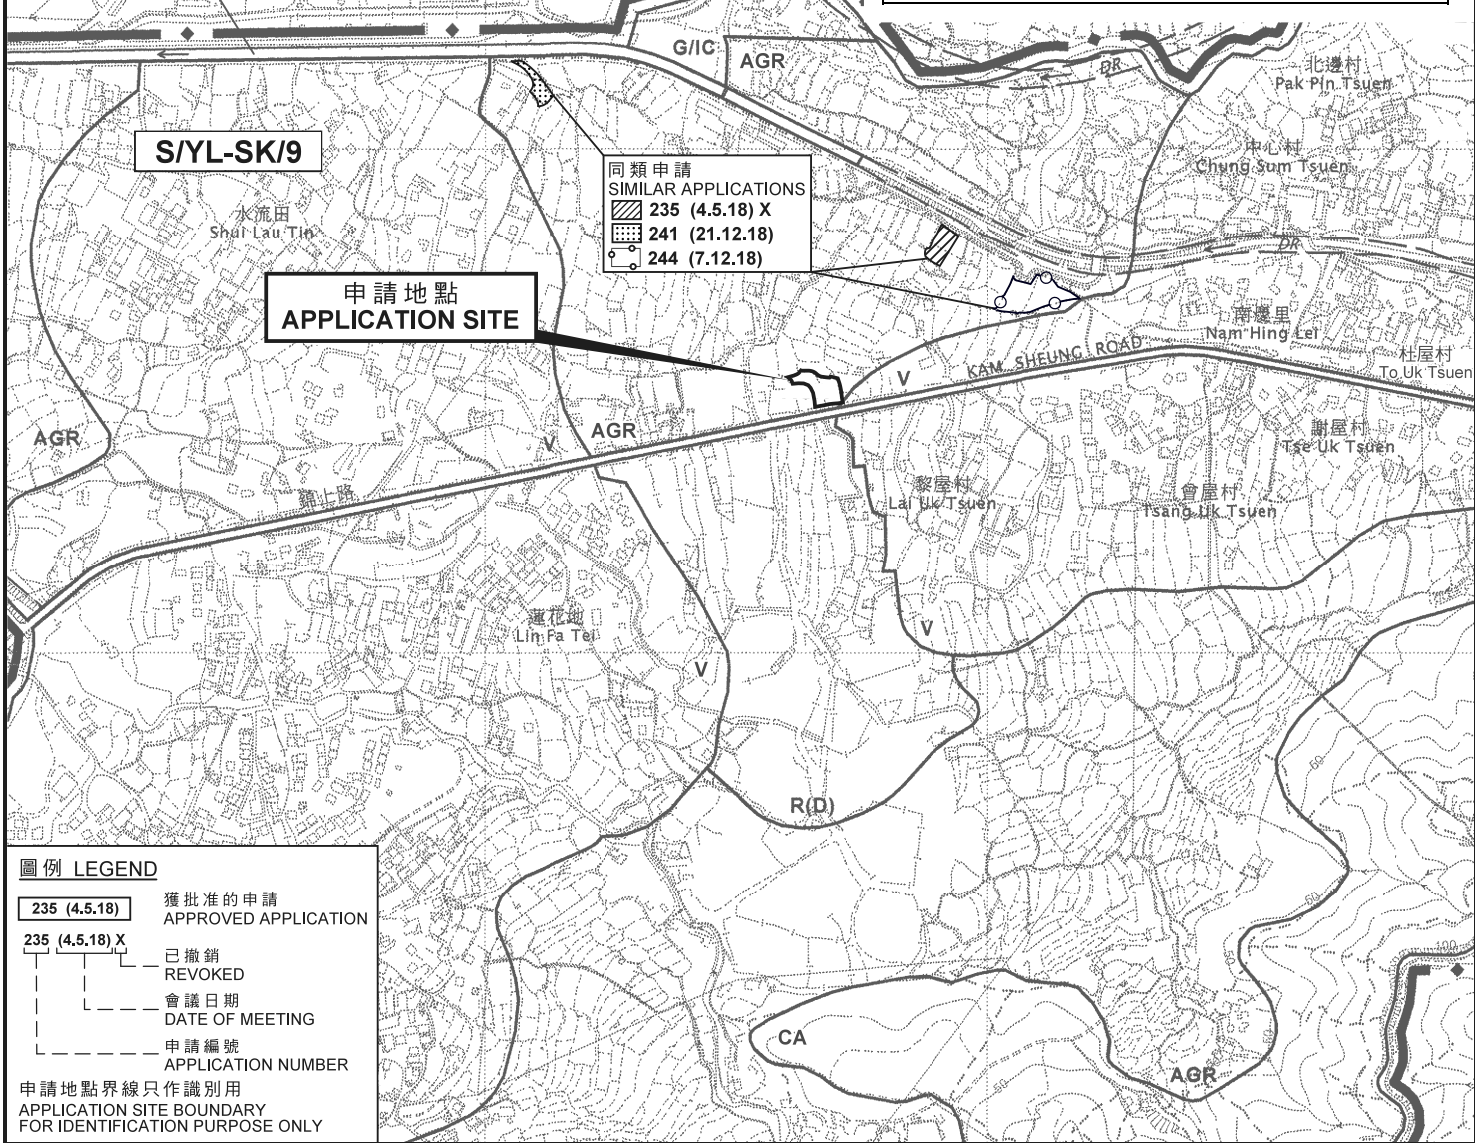 G/IC
AGR
DR
北邊村
Pak Pin Tsuen
S/YL-SK/9
中心村
Chung Sum Tsuen
同類申請
SIMILAR APPLICATIONS
235 (4.5.18) X
241 (21.12.18)
244 (7.12.18)
水流田
Shui Lau Tin
DR
申請地點
APPLICATION SITE
南慶里
Nam Hing Lei
KAM SHEUNG ROAD
杜屋村
To Uk Tsuen
V
AGR
V
AGR
謝屋村
Tse Uk Tsuen
錦上路
黎屋村
Lai Uk Tsuen
曾屋村
Tsang Uk Tsuen
蓮花地
Lin Fa Tei
V
V
60
R(D)
60
圖例 LEGEND
235 (4.5.18)
獲批准的申請
APPROVED APPLICATION
235 (4.5.18) X
已撤銷
REVOKED
會議日期
DATE OF MEETING
申請編號
APPLICATION NUMBER
申請地點界線只作識別用
APPLICATION SITE BOUNDARY
FOR IDENTIFICATION PURPOSE ONLY
100
CA
AGR